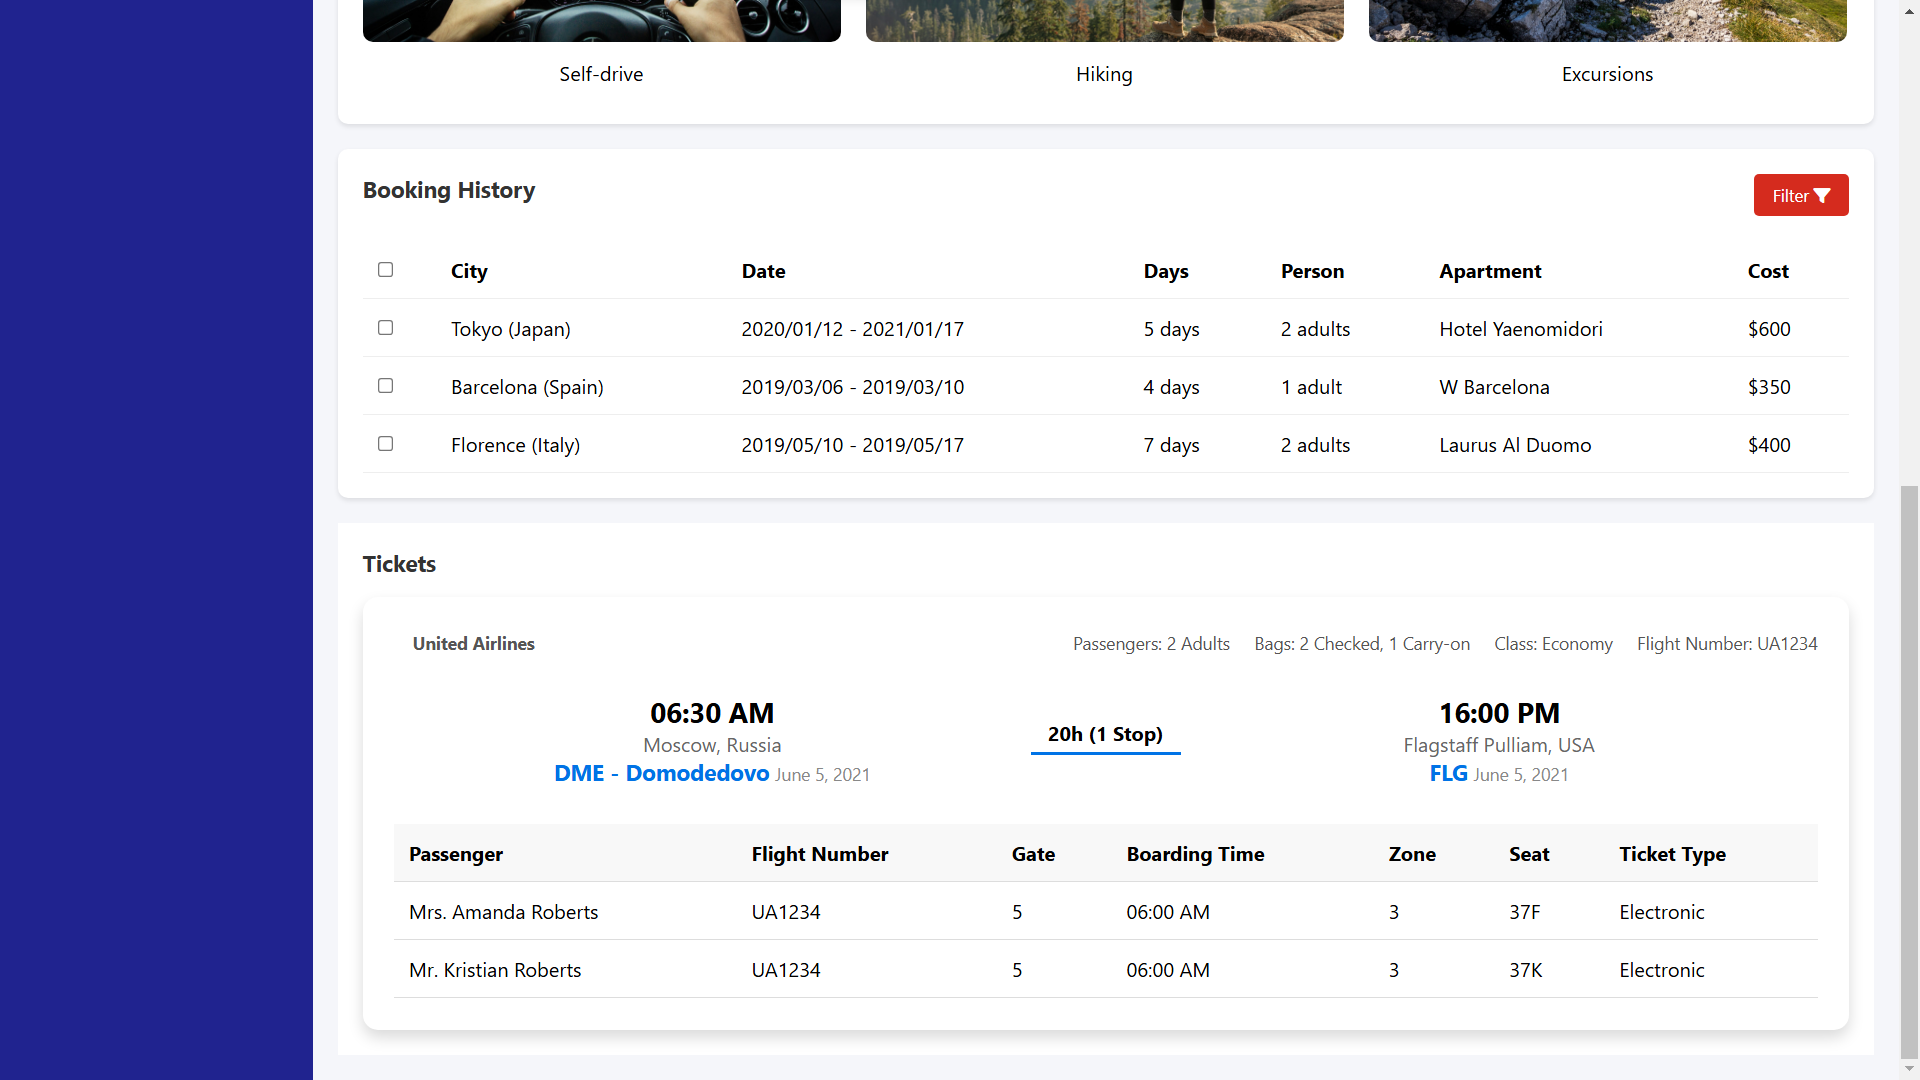 Self-drive
Hiking
Excursions
Booking History
Filter
City Date Days Person Apartment Cost
Tokyo (Japan) 2020/01/12 - 2021/01/17 5 days 2 adults Hotel Yaenomidori $600
Barcelona (Spain) 2019/03/06 - 2019/03/10 4 days 1 adult W Barcelona $350
Florence (Italy) 2019/05/10 - 2019/05/17 7 days 2 adults Laurus Al Duomo $400
Tickets
United Airlines
Passengers: 2 Adults Bags: 2 Checked, 1 Carry-on Class: Economy Flight Number: UA1234
06:30 AM
Moscow, Russia
DME - Domodedovo June 5, 2021
20h (1 Stop)
16:00 PM
Flagstaff Pulliam, USA
FLG June 5, 2021
Passenger Flight Number Gate Boarding Time Zone Seat Ticket Type
Mrs. Amanda Roberts UA1234 5 06:00 AM 3 37F Electronic
Mr. Kristian Roberts UA1234 5 06:00 AM 3 37K Electronic